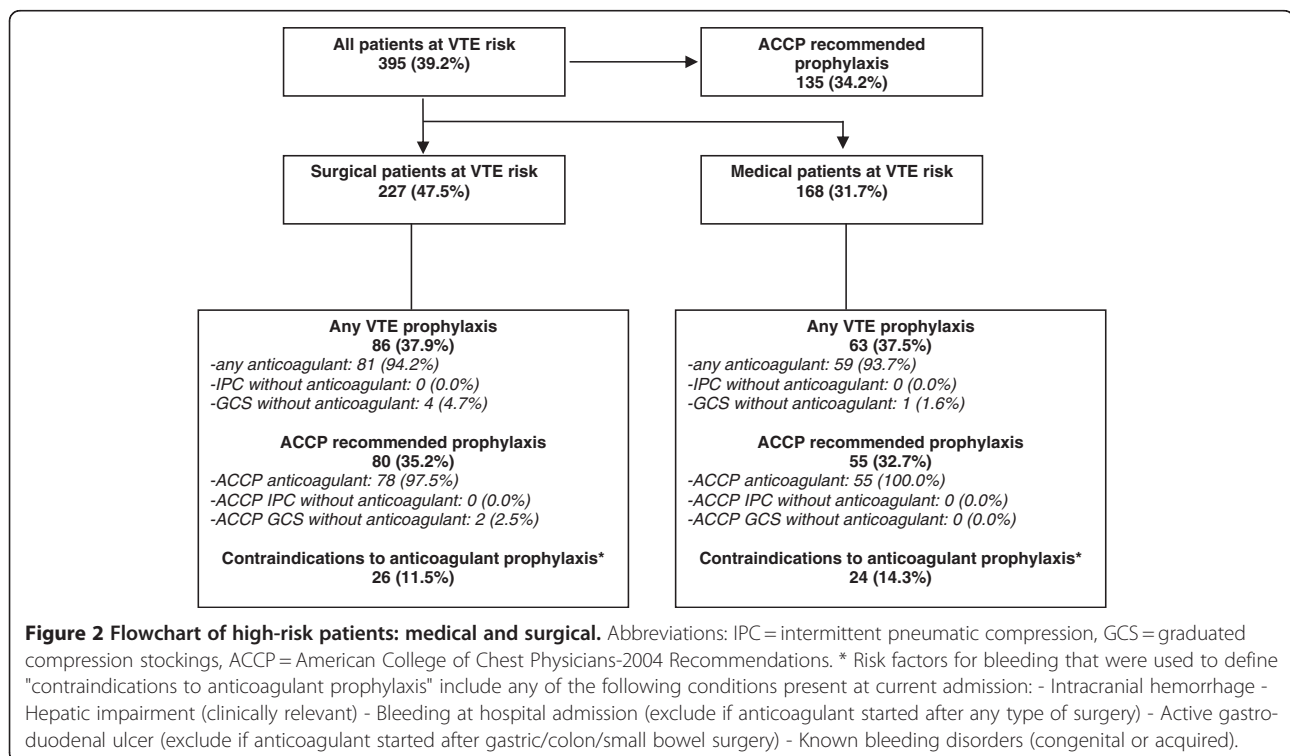 All patients at VTE risk
395 (39.2%)
ACCP recommended
prophylaxis
135 (34.2%)
Surgical patients at VTE risk
227 (47.5%)
Medical patients at VTE risk
168 (31.7%)
Any VTE prophylaxis
86 (37.9%)
-any anticoagulant: 81 (94.2%)
-IPC without anticoagulant: 0 (0.0%)
-GCS without anticoagulant: 4 (4.7%)
ACCP recommended prophylaxis
80 (35.2%)
-ACCP anticoagulant: 78 (97.5%)
-ACCP IPC without anticoagulant: 0 (0.0%)
-ACCP GCS without anticoagulant: 2 (2.5%)
Contraindications to anticoagulant prophylaxis*
26 (11.5%)
Any VTE prophylaxis
63 (37.5%)
-any anticoagulant: 59 (93.7%)
-IPC without anticoagulant: 0 (0.0%)
-GCS without anticoagulant: 1 (1.6%)
ACCP recommended prophylaxis
55 (32.7%)
-ACCP anticoagulant: 55 (100.0%)
-ACCP IPC without anticoagulant: 0 (0.0%)
-ACCP GCS without anticoagulant: 0 (0.0%)
Contraindications to anticoagulant prophylaxis*
24 (14.3%)
Figure 2 Flowchart of high-risk patients: medical and surgical. Abbreviations: IPC = intermittent pneumatic compression, GCS = graduated
compression stockings, ACCP = American College of Chest Physicians-2004 Recommendations. * Risk factors for bleeding that were used to define
"contraindications to anticoagulant prophylaxis" include any of the following conditions present at current admission: - Intracranial hemorrhage -
Hepatic impairment (clinically relevant) - Bleeding at hospital admission (exclude if anticoagulant started after any type of surgery) - Active gastro-
duodenal ulcer (exclude if anticoagulant started after gastric/colon/small bowel surgery) - Known bleeding disorders (congenital or acquired).